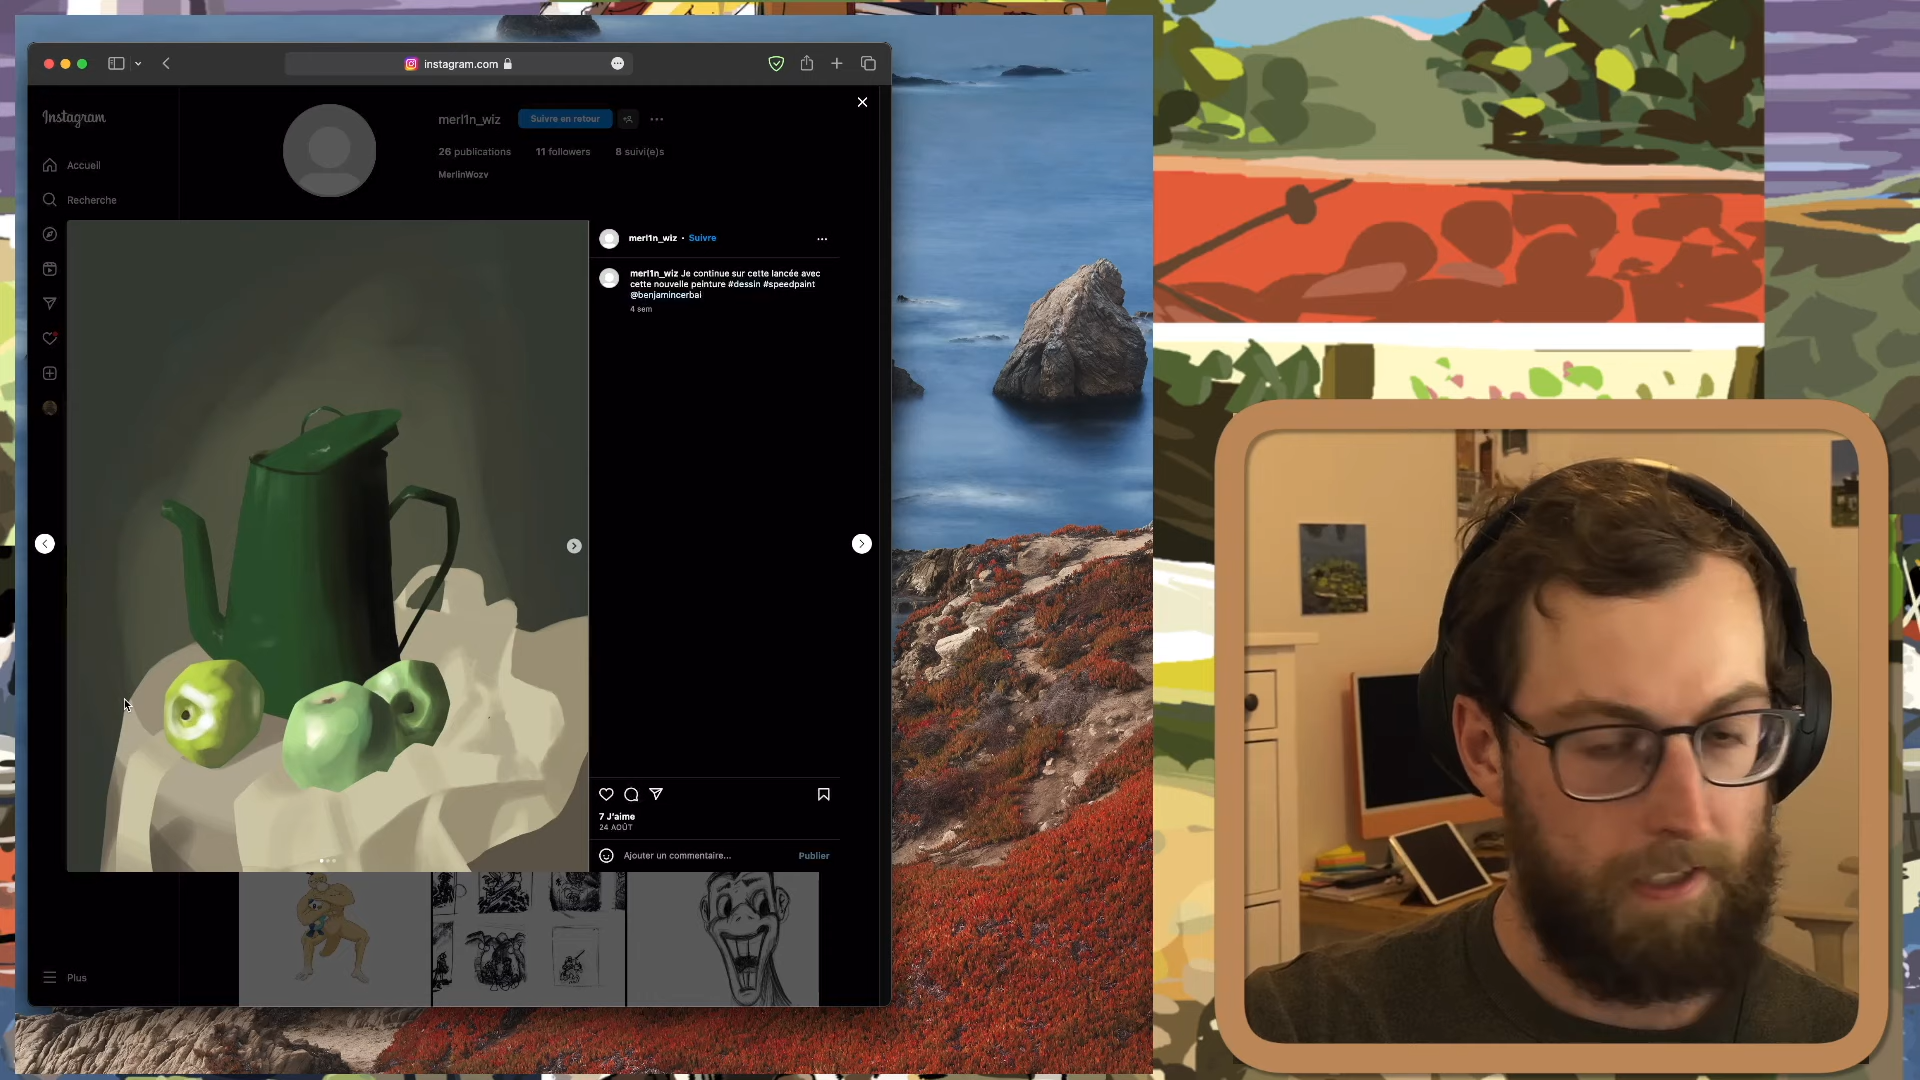 instagram.com
Instagram
merl1n_wiz
Suivre en retour
26 publications
11 followers
8 suivi(e)s
MerlinWozv
Accueil
Recherche
merl1n_wiz • Suivre
merl1n_wiz Je continue sur cette lancée avec
cette nouvelle peinture #dessin #speedpaint
@benjamincerbai
4 sem
7 J'aime
24 AOÛT
Ajouter un commentaire...
Publier
Plus